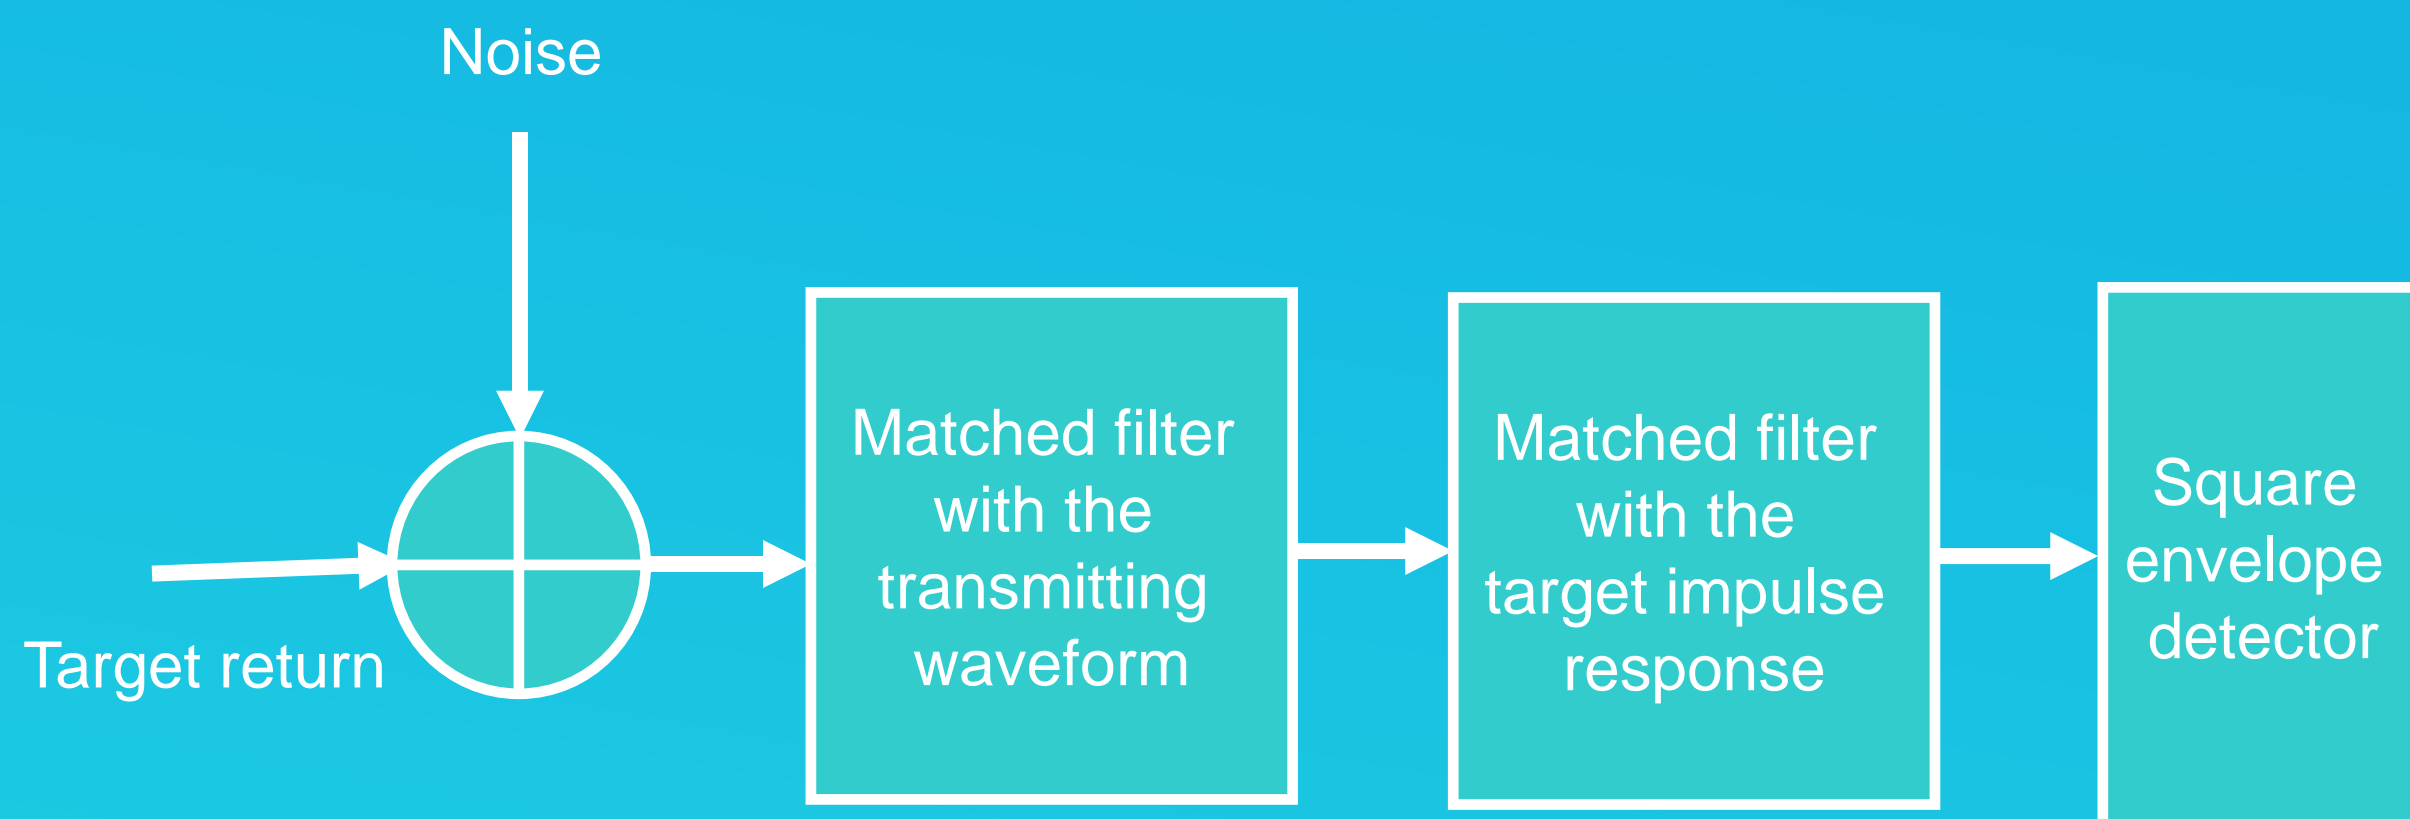 Noise
Target return
Matched filter
with the
transmitting
waveform
Matched filter
with the
target impulse
response
Square
envelope
detector